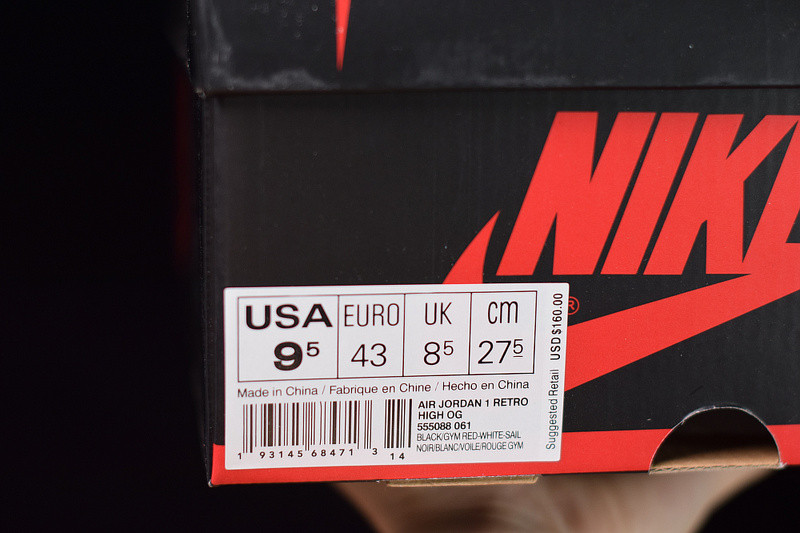 NIKE
®
USA EURO UK cm
9⁵ 43 8⁵ 27⁵
Made in China / Fabrique en Chine / Hecho en China
AIR JORDAN 1 RETRO
HIGH OG
555088 061
BLACK/GYM RED-WHITE-SAIL
NOIR/BLANC/VOILE/ROUGE GYM
1 93145 68471 3 14
Suggested Retail USD $160.00